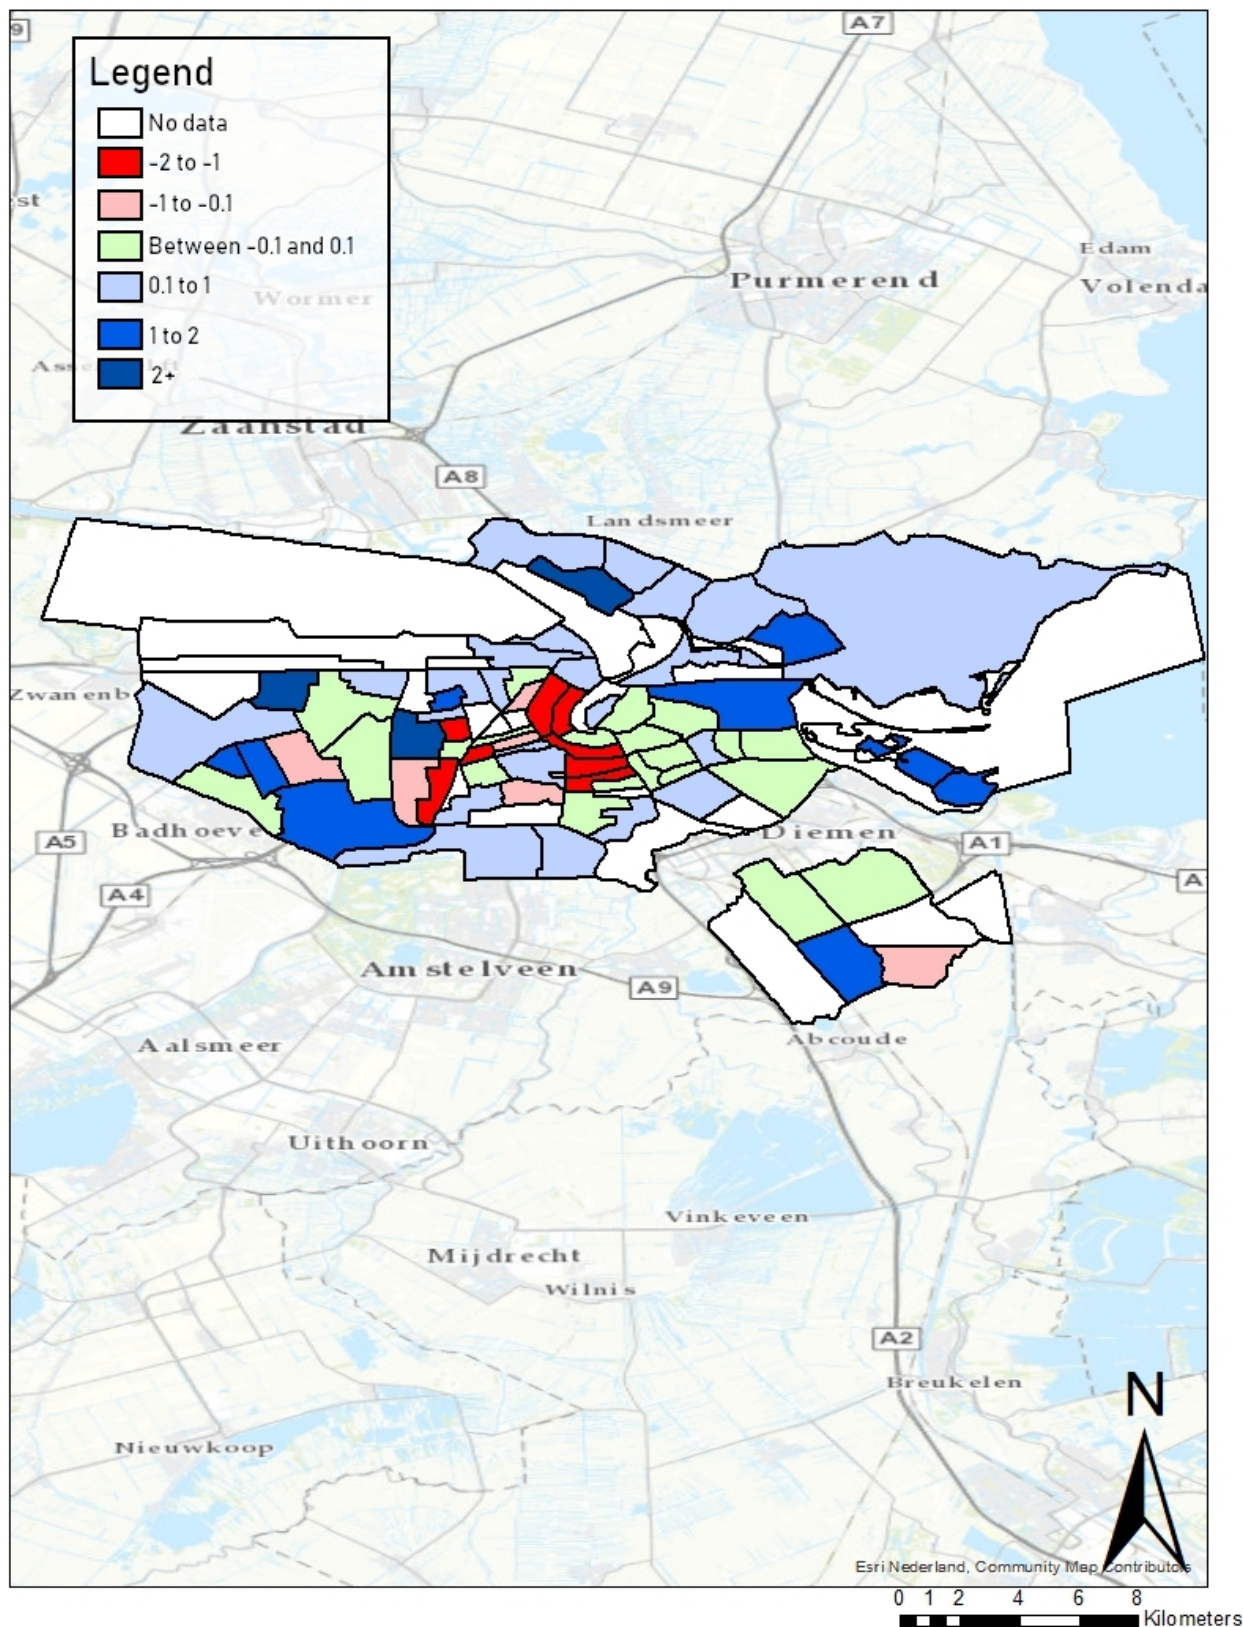 9
A7
Legend
No data
-2 to -1
st
-1 to -0.1
Between -0.1 and 0.1
Edam
Purmerend
Volenda
0.1 to 1
Wormer
1 to 2
2+
Zaanstad
A8
Landsmeer
Zwanenb
Badhoeve
Diemen
A5
A1
A
A4
Amstelveen
A9
Abcoude
Aalsmeer
Uithoorn
Vinkeveen
Mijdrecht
Wilnis
A2
Breukelen
N
Nieuwkoop
Esri Nederland, Community Map Contributors
0 1 2 4 6 8
Kilometers